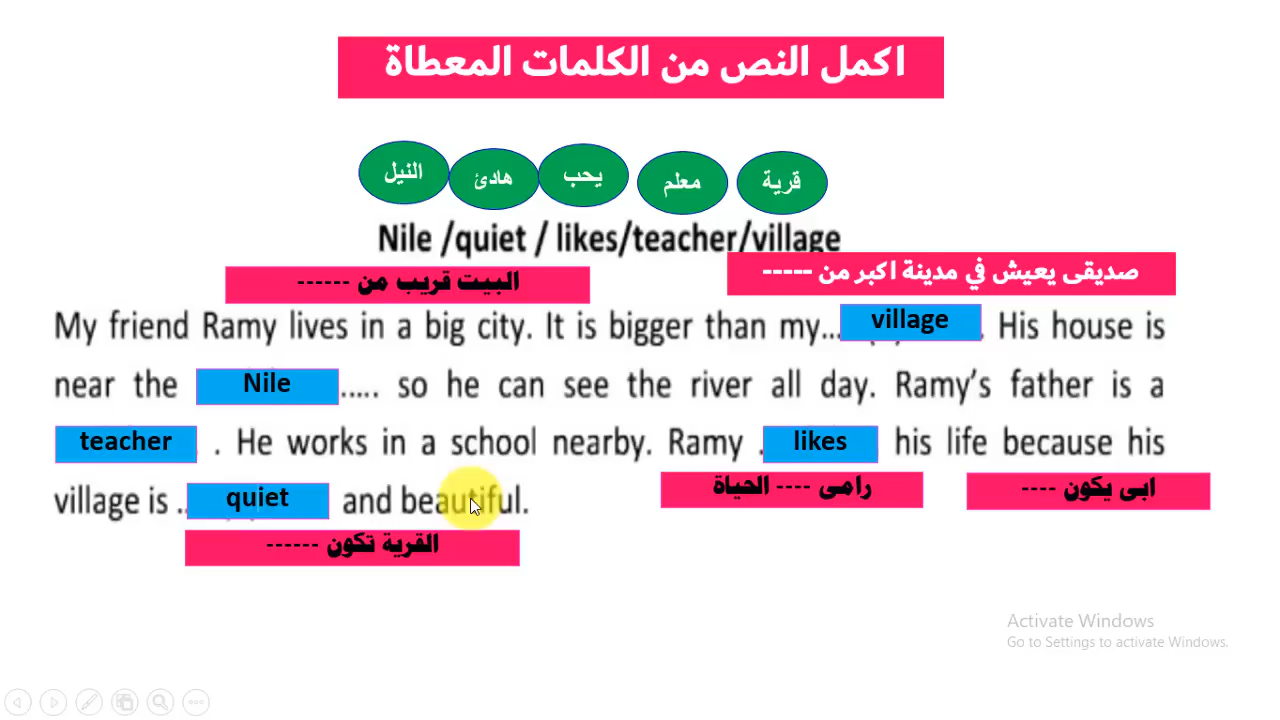 اكمل النص من الكلمات المعطاة
النيل هادئ يحب معلم قرية
Nile /quiet / likes/teacher/village
صديقى يعيش في مدينة اكبر من -----
البيت قريب من ------
My friend Ramy lives in a big city. It is bigger than my... village . His house is
near the Nile ..... so he can see the river all day. Ramy's father is a
teacher . He works in a school nearby. Ramy . likes his life because his
village is .. quiet and beautiful.
رامى ---- الحياة
ابى يكون ----
القرية تكون ------
Activate Windows
Go to Settings to activate Windows.